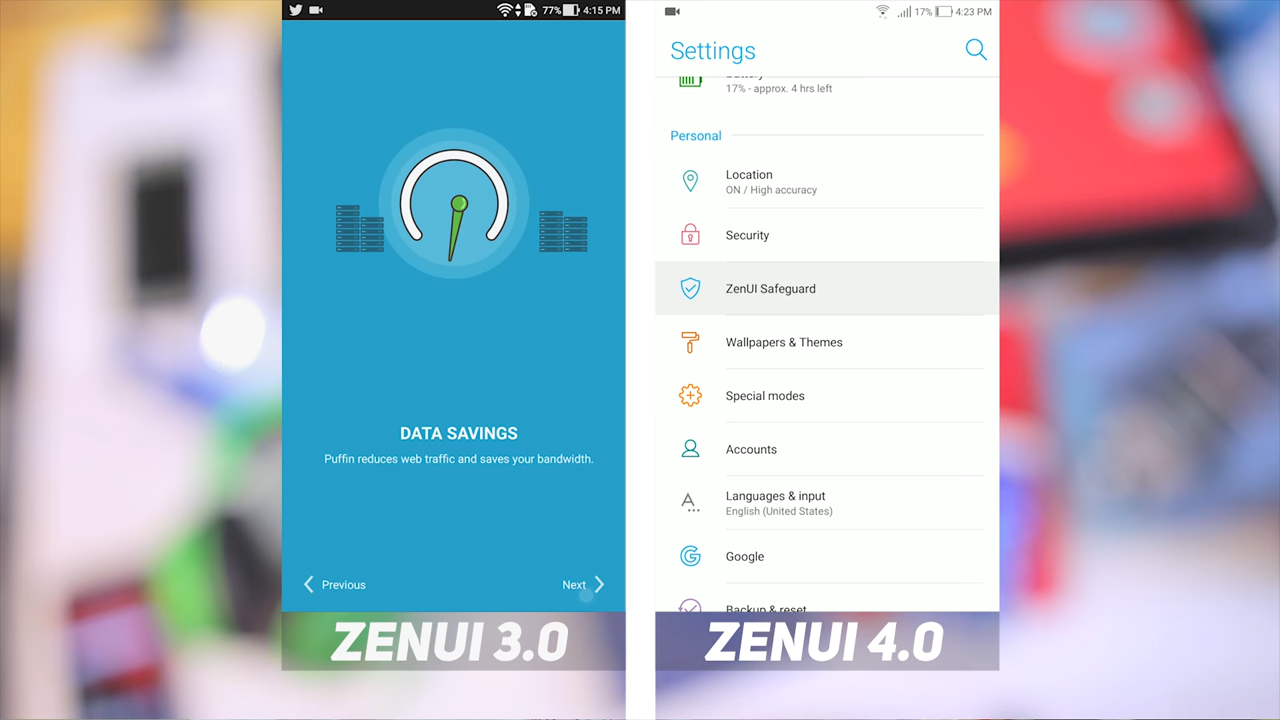 77% 4:15 PM
DATA SAVINGS
Puffin reduces web traffic and saves your bandwidth.
Previous
Next
ZENUI 3.0
17% 4:23 PM
Settings
Battery
17% - approx. 4 hrs left
Personal
Location
ON / High accuracy
Security
ZenUI Safeguard
Wallpapers & Themes
Special modes
Accounts
Languages & input
English (United States)
Google
Backup & reset
ZENUI 4.0